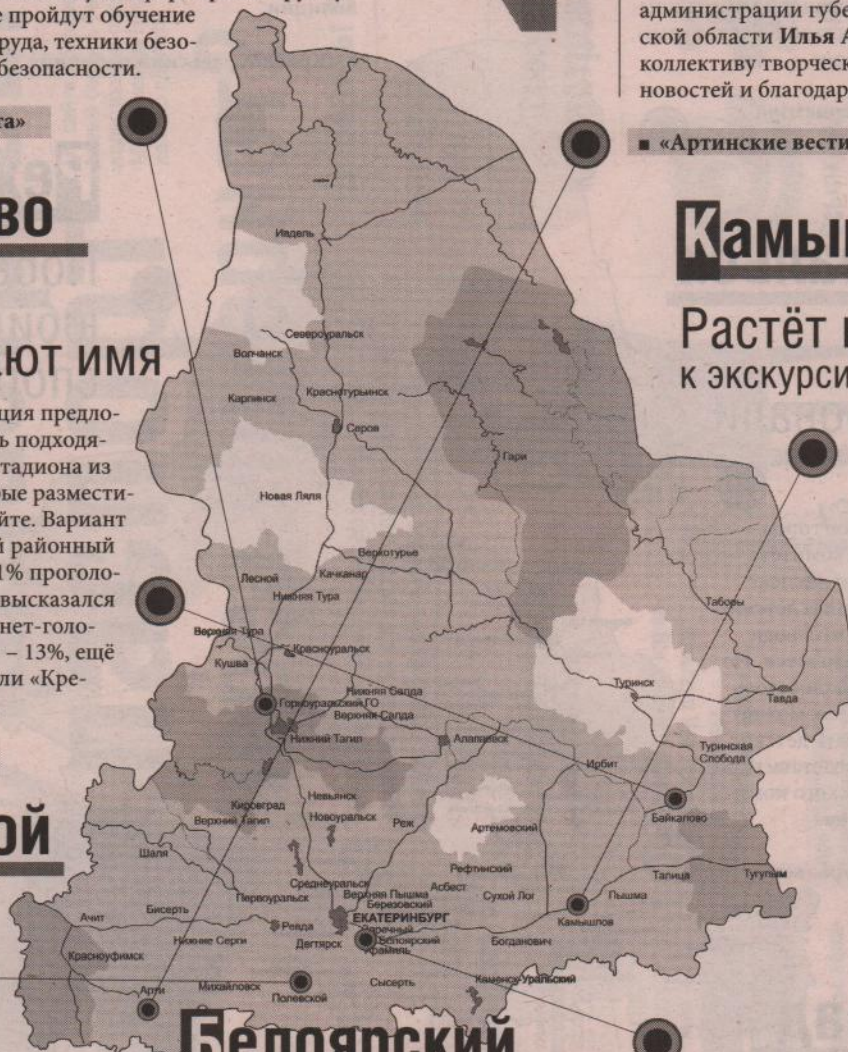 е пройдут обучение
руда, техники безо-
безопасности.
та»
во
ют имя
ция предло-
ь подходя-
тадиона из
рые размести-
йте. Вариант
й районный
1% проголо-
высказался
нет-голо-
– 13%, ещё
ли «Кре-
ой
администрации губе
ской области Илья А
коллективу творческ
новостей и благодар
■ «Артинские вести
Камы
Растёт
к экскурси
Ивдель
Североуральск
Волчанск
Карпинск
Краснотурьинск
Серов
Гари
Новая Ляля
Верхотурье
Качканар
Лесной
Нижняя Тура
Таборы
Верхняя Тура
Красноуральск
Кушва
Туринск
Нижняя Салда
Тавда
Горноуральский ГО
Верхняя Салда
Нижний Тагил
Алапаевск
Туринская
Слобода
Ирбит
Невьянск
Кировград
Верхний Тагил
Новоуральск
Реж
Артемовский
Байкалово
Шаля
Рефтинский
Талица
Тугулым
Среднеуральск
Асбест
Верхняя Пышма
Первоуральск
Сухой Лог
Пышма
Березовский
Бисерть
Ачит
ЕКАТЕРИНБУРГ
Камышлов
Ревда
Заречный
Нижние Серги
Дегтярск
Белоярский
Богданович
Арамиль
Красноуфимск
Михайловск
Сысерть
Каменск-Уральский
Арти
Полевской
Белоярский